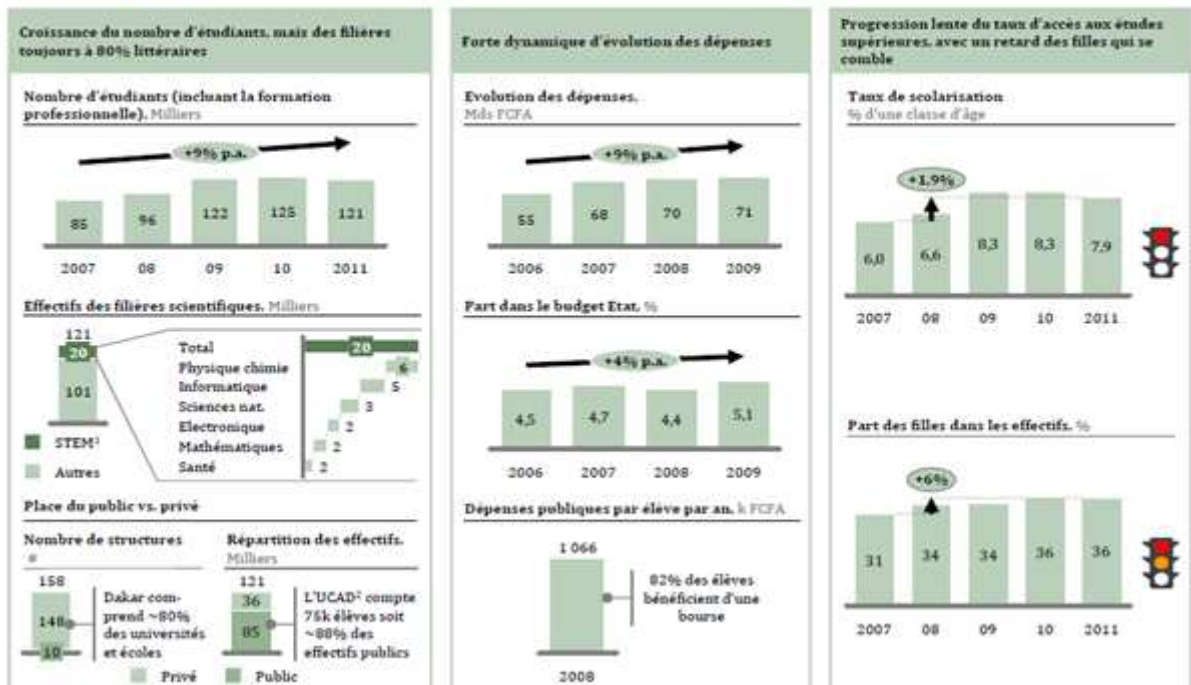 Croissance du nombre d'étudiants, mais des filières
toujours à 80% littéraires
Nombre d'étudiants (incluant la formation
professionnelle). Milliers
+9% p.a.
85 96 122 125 121
2007 08 09 10 2011
Effectifs des filières scientifiques. Milliers
121
20
101
STEM¹
Autres
Total 20
Physique chimie 6
Informatique 5
Sciences nat. 3
Electronique 2
Mathématiques 2
Santé 2
Place du public vs. privé
Nombre de structures
#
158
148
10
Dakar com-
prend ~80%
des universités
et écoles
Répartition des effectifs.
Milliers
121
36
85
L'UCAD² compte
75k élèves soit
~88% des
effectifs publics
Privé Public
Forte dynamique d'évolution des dépenses
Evolution des dépenses.
Mds FCFA
+9% p.a.
55 68 70 71
2006 2007 2008 2009
Part dans le budget Etat. %
+4% p.a.
4,5 4,7 4,4 5,1
2006 2007 2008 2009
Dépenses publiques par élève par an. k FCFA
1 066
82% des élèves
bénéficient d'une
bourse
2008
Progression lente du taux d'accès aux études
supérieures, avec un retard des filles qui se
comble
Taux de scolarisation
% d'une classe d'âge
+1,9%
6,0 6,6 8,3 8,3 7,9
2007 08 09 10 2011
Part des filles dans les effectifs. %
+6%
31 34 34 36 36
2007 08 09 10 2011